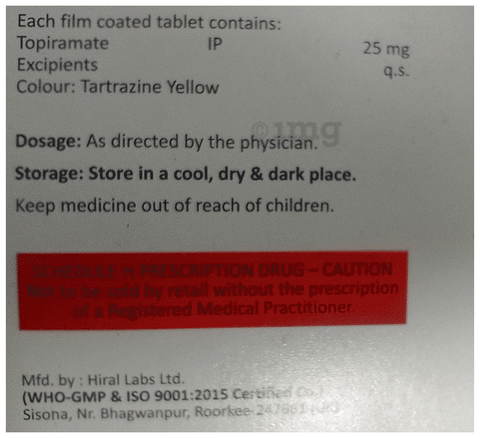 Each film coated tablet contains:
Topiramate IP 25 mg
Excipients q.s.
Colour: Tartrazine Yellow
Dosage: As directed by the physician.
1mg
Storage: Store in a cool, dry & dark place.
Keep medicine out of reach of children.
SCHEDULE H PRESCRIPTION DRUG – CAUTION
Not to be sold by retail without the prescription
of a Registered Medical Practitioner.
Mfd. by : Hiral Labs Ltd.
(WHO-GMP & ISO 9001:2015 Certified Co.)
Sisona, Nr. Bhagwanpur, Roorkee-